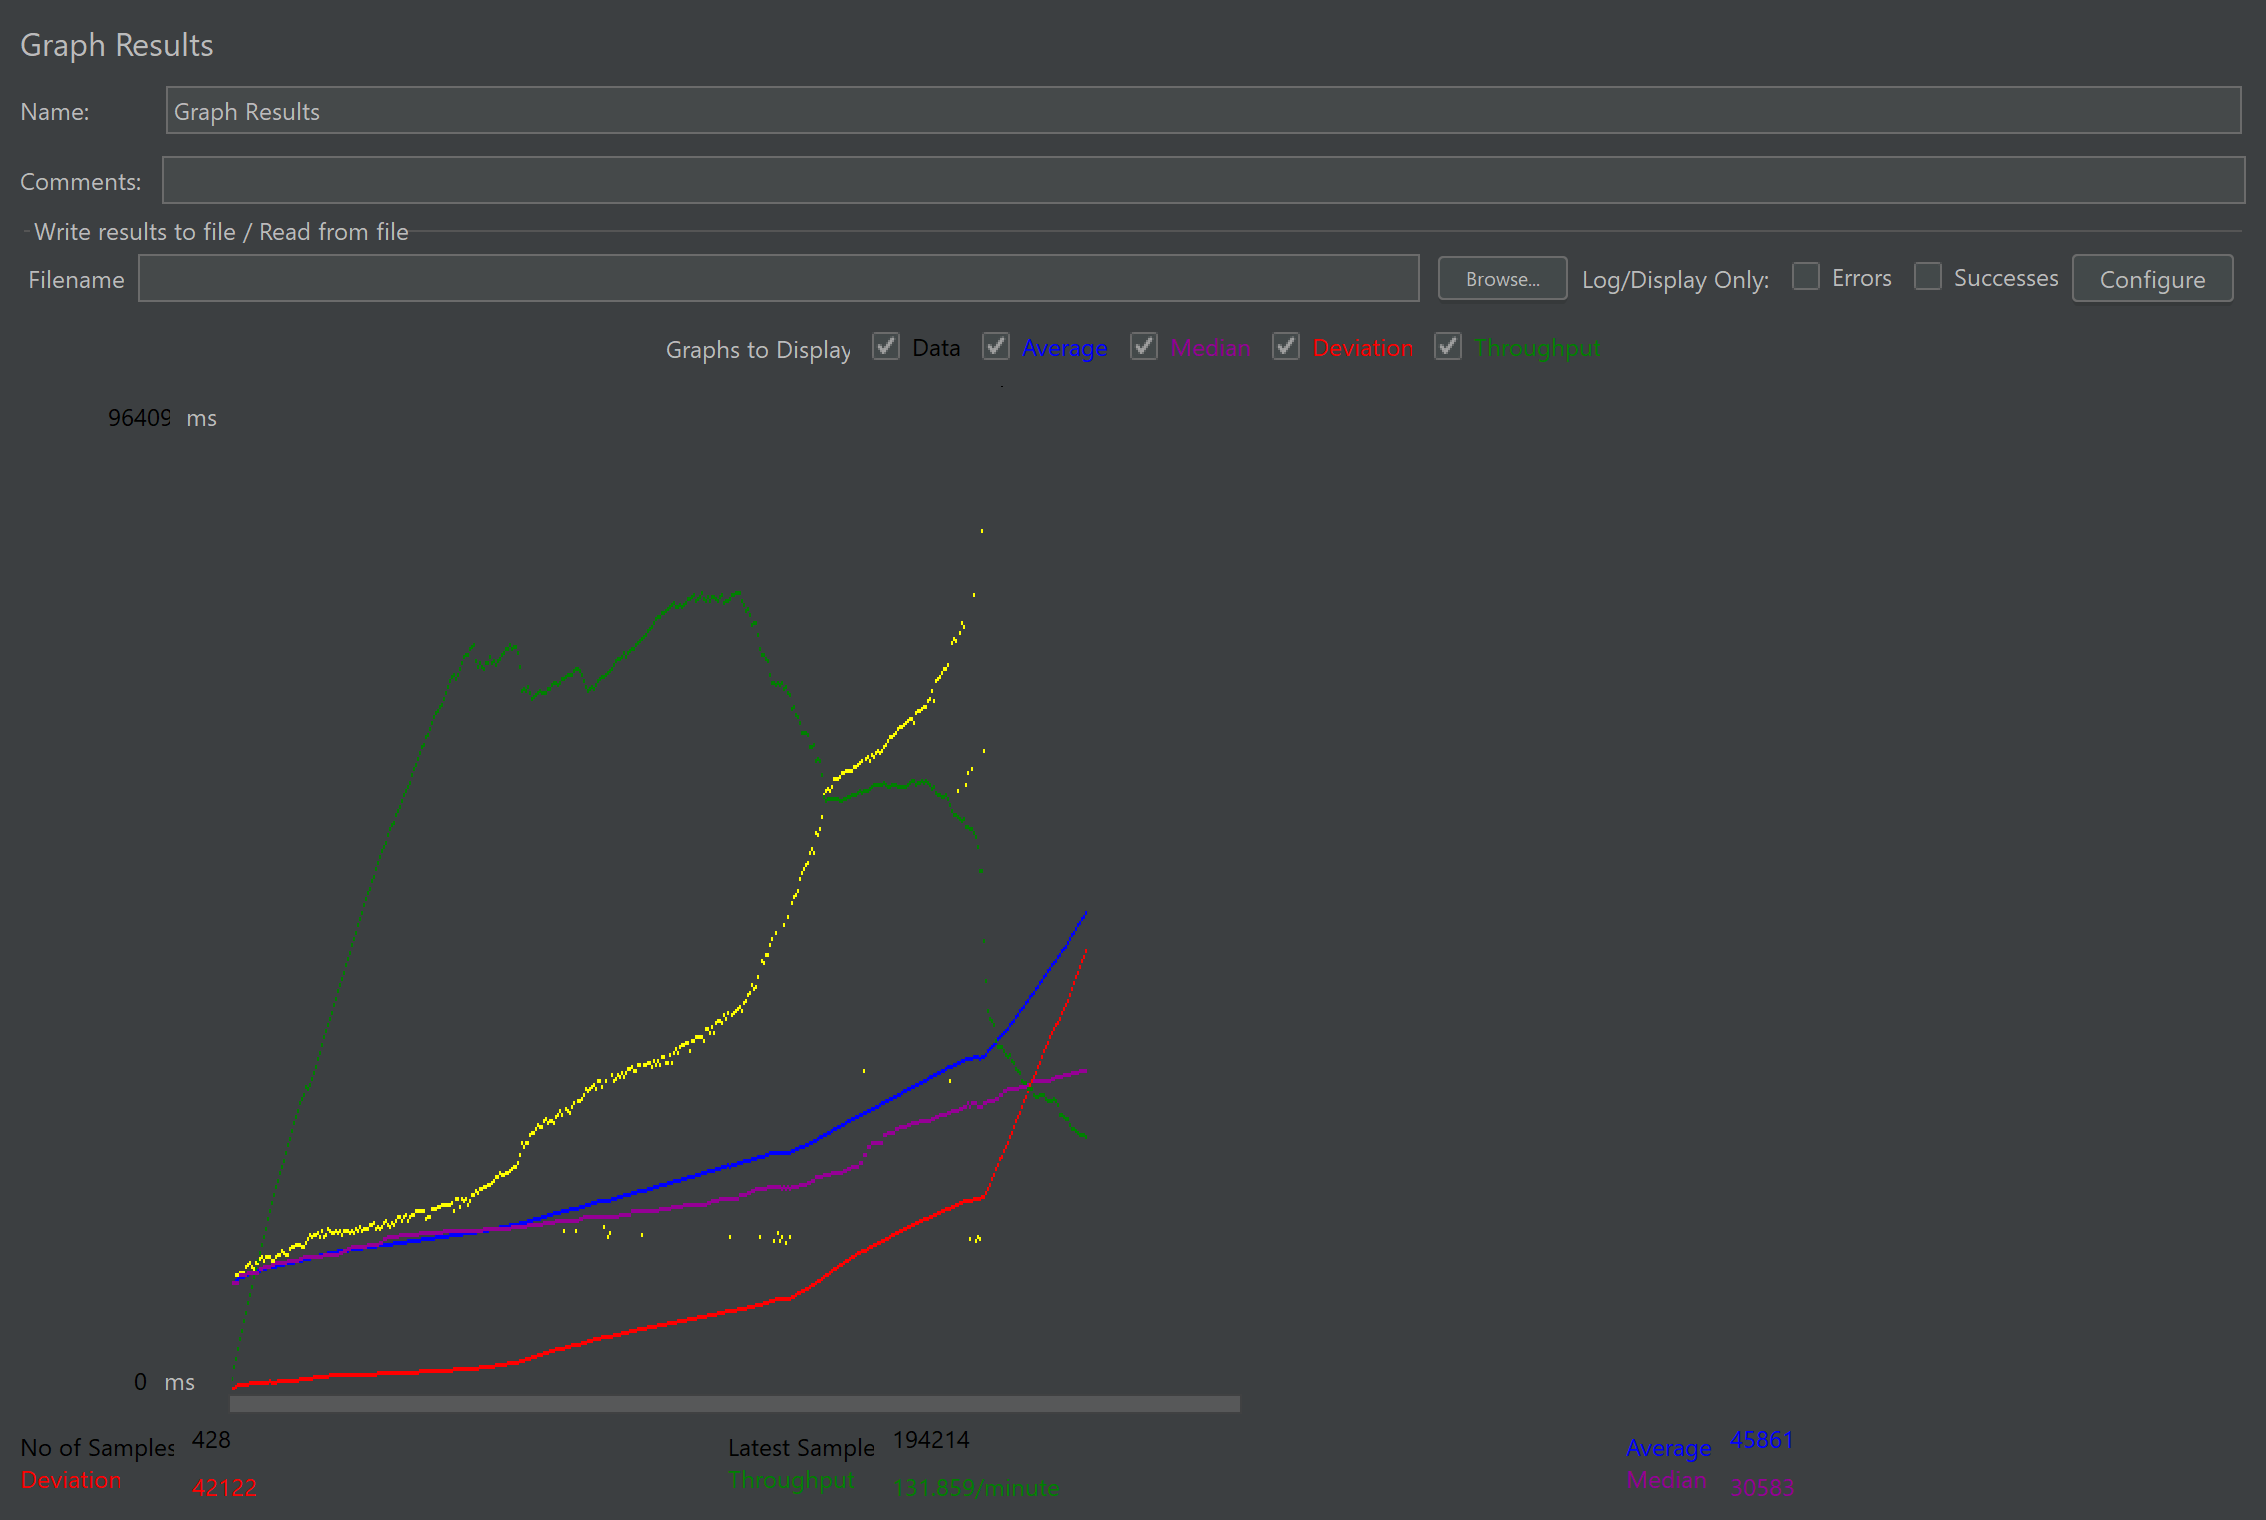 Graph Results
Name: Graph Results
Comments:
Write results to file / Read from file
Filename Browse... Log/Display Only: Errors Successes Configure
Graphs to Display Data Average Median Deviation Throughput
96409 ms
0 ms
No of Samples 428 Latest Sample 194214 Average 45861
Deviation 42122 Throughput 131.859/minute Median 30583